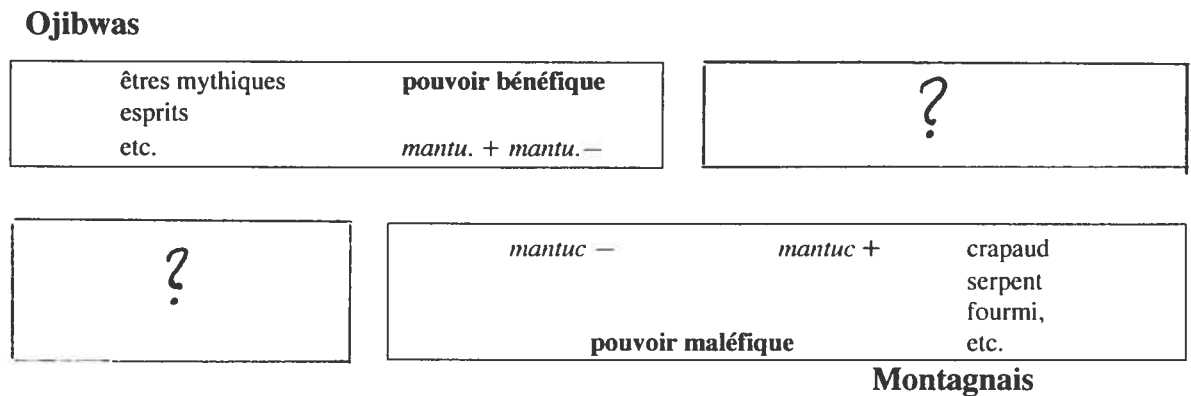 Ojibwas
êtres mythiques pouvoir bénéfique
esprits
etc. mantu. + mantu. –
?
?
mantuc – mantuc + crapaud
serpent
fourmi,
pouvoir maléfique etc.
Montagnais